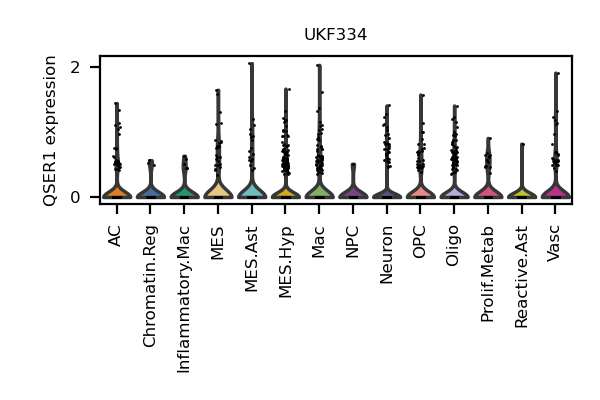 UKF334
QSER1 expression
2
0
AC
Chromatin.Reg
Inflammatory.Mac
MES
MES.Ast
MES.Hyp
Mac
NPC
Neuron
OPC
Oligo
Prolif.Metab
Reactive.Ast
Vasc